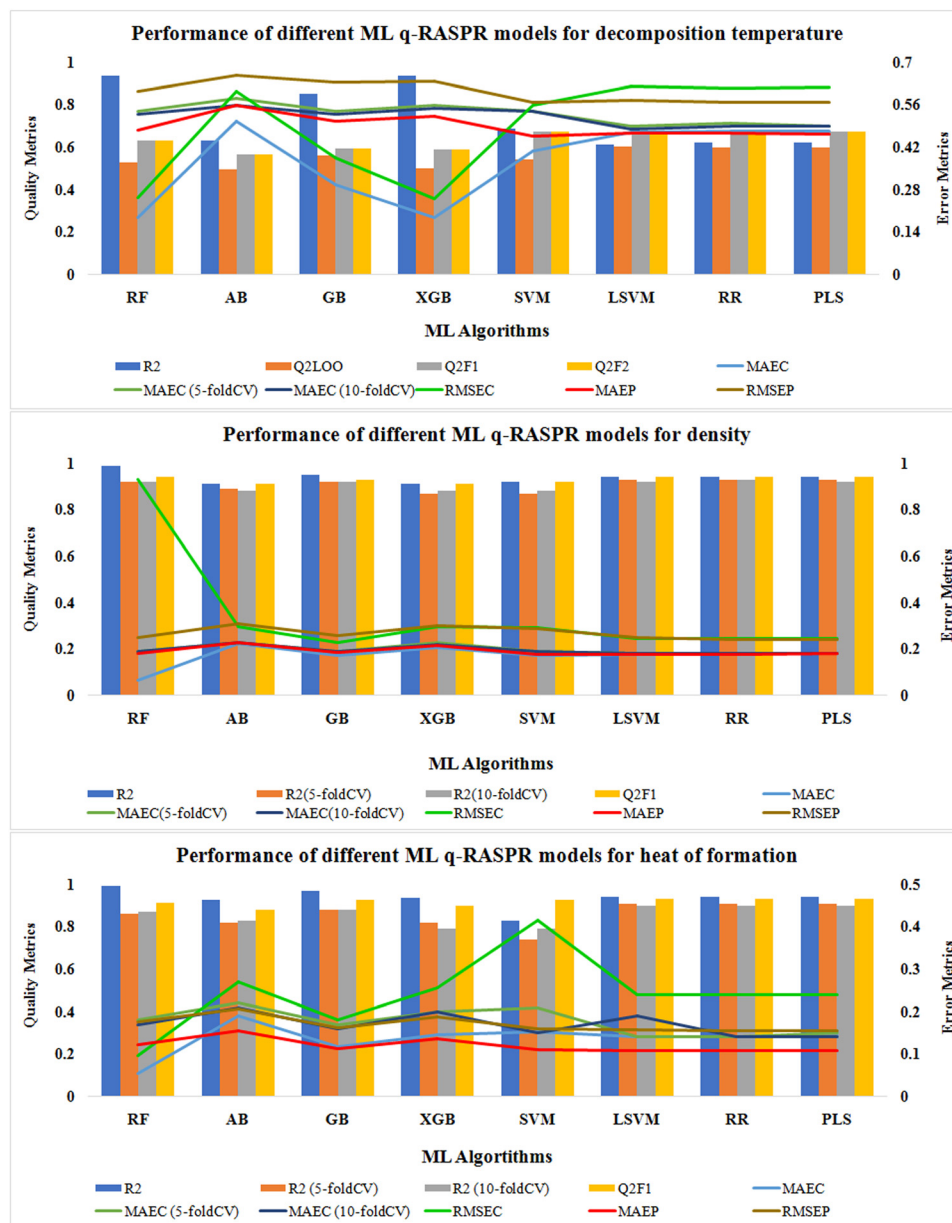 Performance of different ML q-RASPR models for decomposition temperature
1
0.8
0.6
0.4
0.2
0
Quality Metrics
0.7
0.56
0.42
0.28
0.14
0
Error Metrics
RF AB GB XGB SVM LSVM RR PLS
ML Algorithms
R2 Q2LOO Q2F1 Q2F2 MAEC
MAEC (5-foldCV) MAEC (10-foldCV) RMSEC MAEP RMSEP
Performance of different ML q-RASPR models for density
1
0.8
0.6
0.4
0.2
0
Quality Metrics
1
0.8
0.6
0.4
0.2
0
Error Metrics
RF AB GB XGB SVM LSVM RR PLS
ML Algorithms
R2 R2(5-foldCV) R2(10-foldCV) Q2F1 MAEC
MAEC(5-foldCV) MAEC(10-foldCV) RMSEC MAEP RMSEP
Performance of different ML q-RASPR models for heat of formation
1
0.8
0.6
0.4
0.2
0
Quality Metrics
0.5
0.4
0.3
0.2
0.1
0
Error Metrics
RF AB GB XGB SVM LSVM RR PLS
ML Algortithms
R2 R2 (5-foldCV) R2 (10-foldCV) Q2F1 MAEC
MAEC (5-foldCV) MAEC (10-foldCV) RMSEC MAEP RMSEP